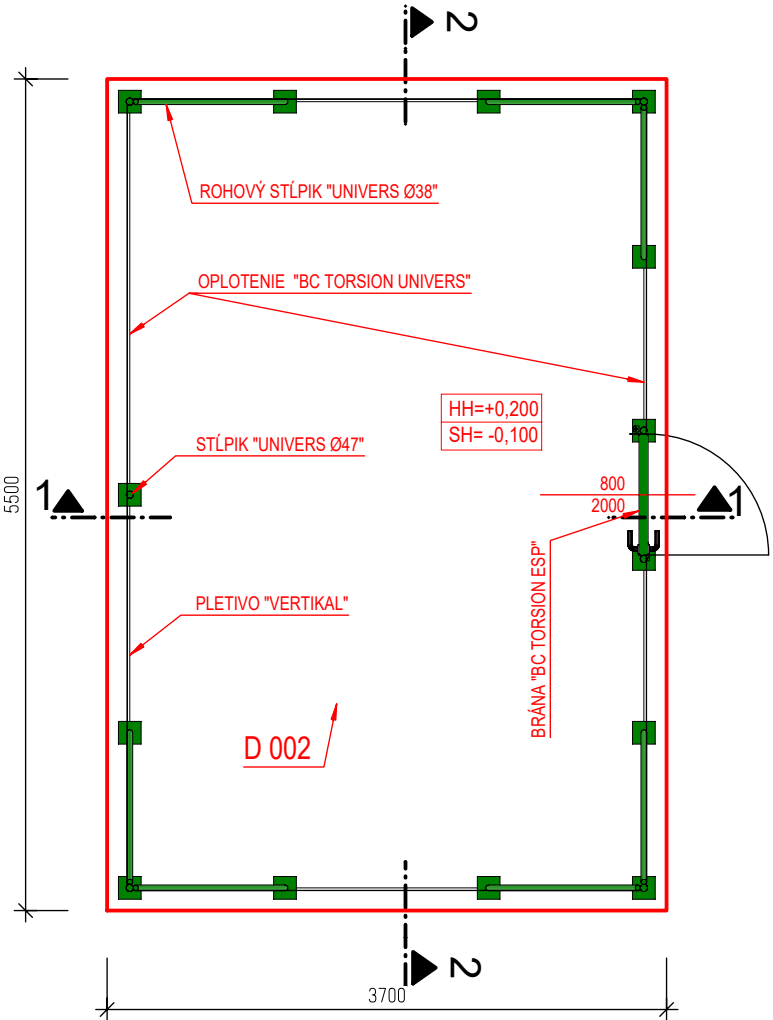 2
ROHOVÝ STĹPIK "UNIVERS Ø38"
OPLOTENIE "BC TORSION UNIVERS"
HH=+0,200
SH= -0,100
STĹPIK "UNIVERS Ø47"
5500
1
800
2000
1
BRÁNA "BC TORSION ESP"
PLETIVO "VERTIKAL"
D 002
2
3700